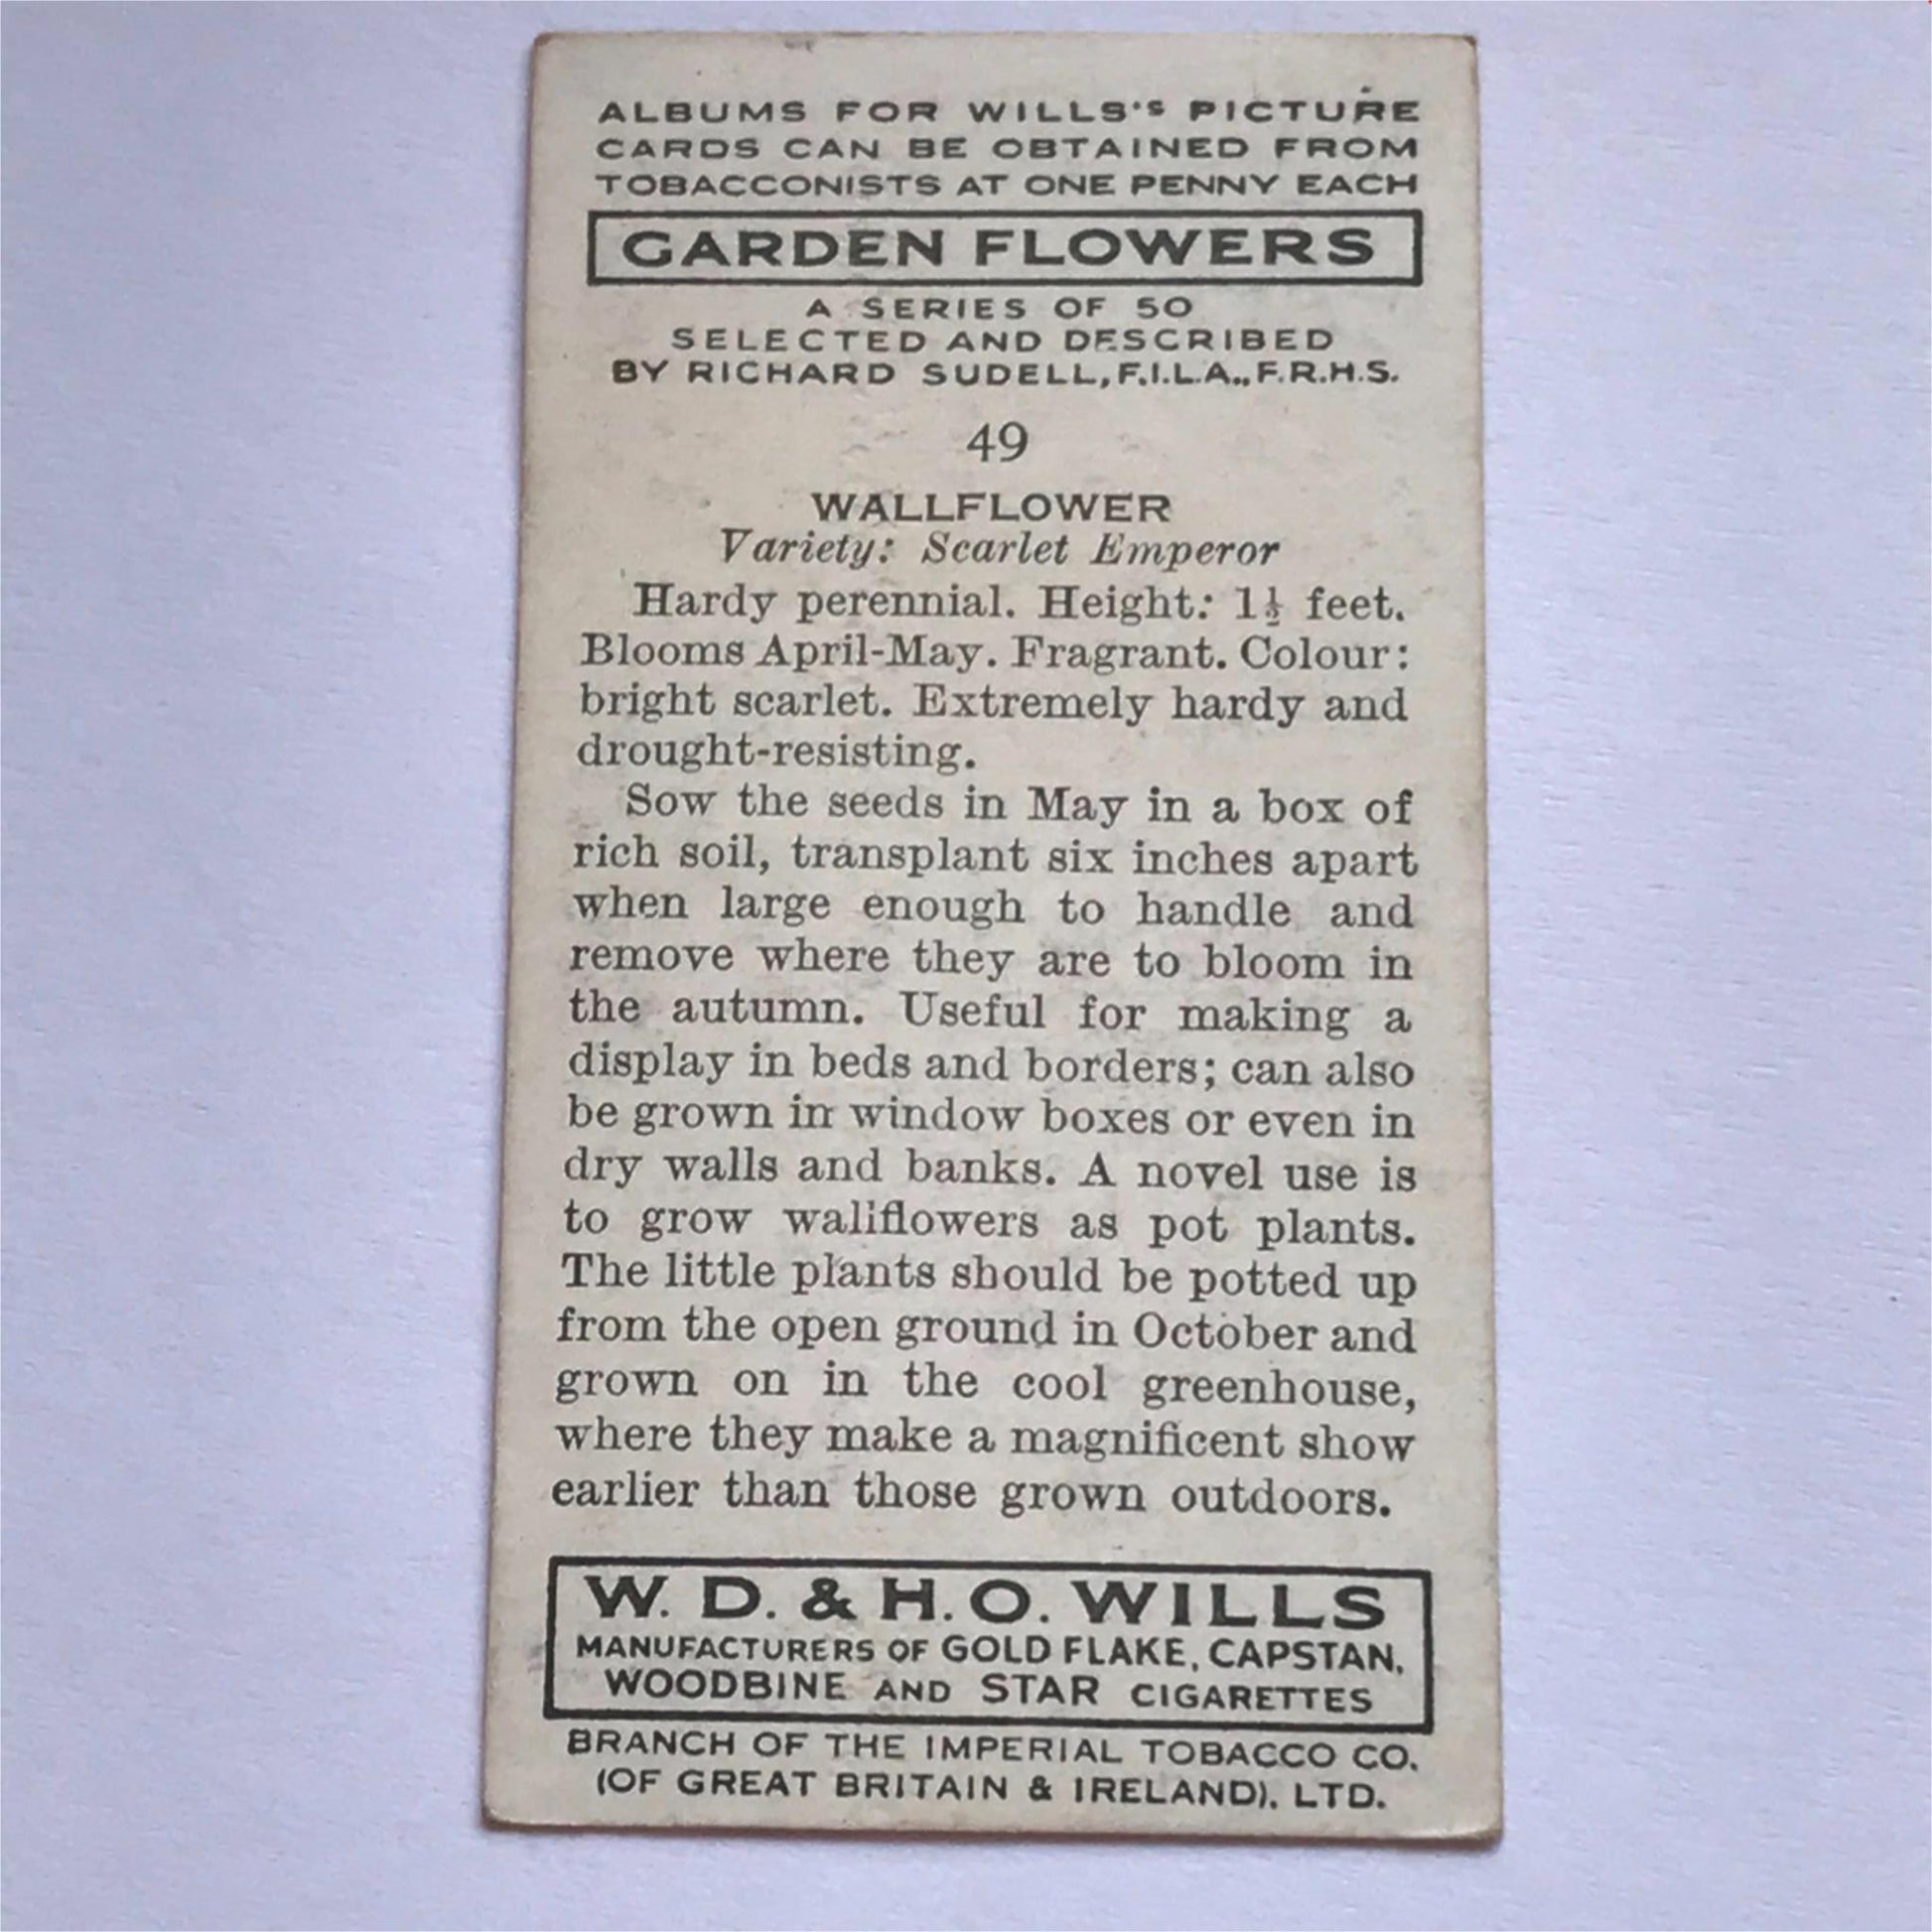 ALBUMS FOR WILLS'S PICTURE
CARDS CAN BE OBTAINED FROM
TOBACCONISTS AT ONE PENNY EACH
GARDEN FLOWERS
A SERIES OF 50
SELECTED AND DESCRIBED
BY RICHARD SUDELL, F.I.L.A., F.R.H.S.
49
WALLFLOWER
Variety: Scarlet Emperor
Hardy perennial. Height: 1½ feet.
Blooms April-May. Fragrant. Colour:
bright scarlet. Extremely hardy and
drought-resisting.
Sow the seeds in May in a box of
rich soil, transplant six inches apart
when large enough to handle and
remove where they are to bloom in
the autumn. Useful for making a
display in beds and borders; can also
be grown in window boxes or even in
dry walls and banks. A novel use is
to grow wallflowers as pot plants.
The little plants should be potted up
from the open ground in October and
grown on in the cool greenhouse,
where they make a magnificent show
earlier than those grown outdoors.
W. D. & H. O. WILLS
MANUFACTURERS OF GOLD FLAKE, CAPSTAN,
WOODBINE AND STAR CIGARETTES
BRANCH OF THE IMPERIAL TOBACCO CO.
(OF GREAT BRITAIN & IRELAND), LTD.